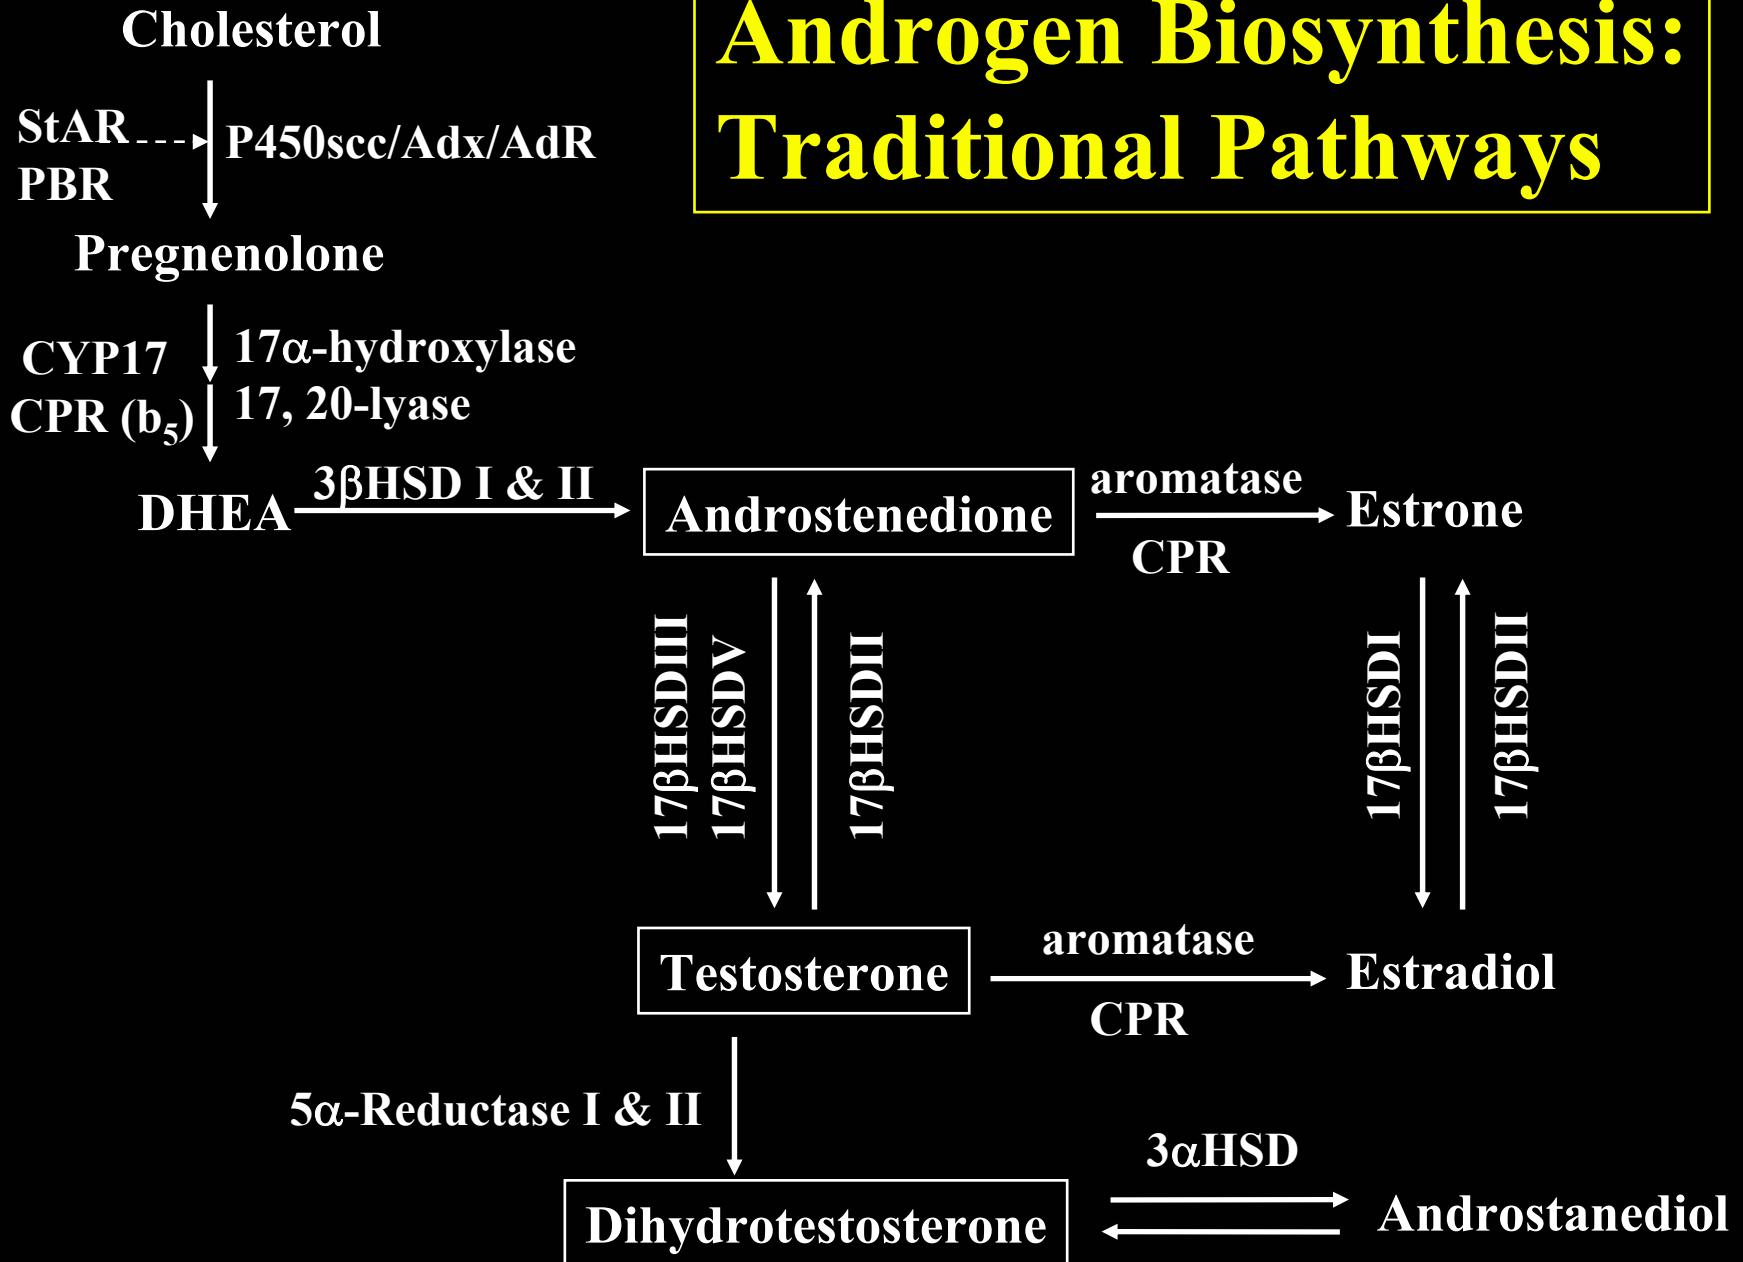 Androgen Biosynthesis:
Traditional Pathways
Cholesterol
StAR
PBR
P450scc/Adx/AdR
Pregnenolone
CYP17
CPR (b₅)
17α-hydroxylase
17, 20-lyase
DHEA
3βHSD I & II
Androstenedione
aromatase
CPR
Estrone
17βHSDIII
17βHSDV
17βHSDII
17βHSDI
17βHSDII
Testosterone
aromatase
CPR
Estradiol
5α-Reductase I & II
Dihydrotestosterone
3αHSD
Androstanediol